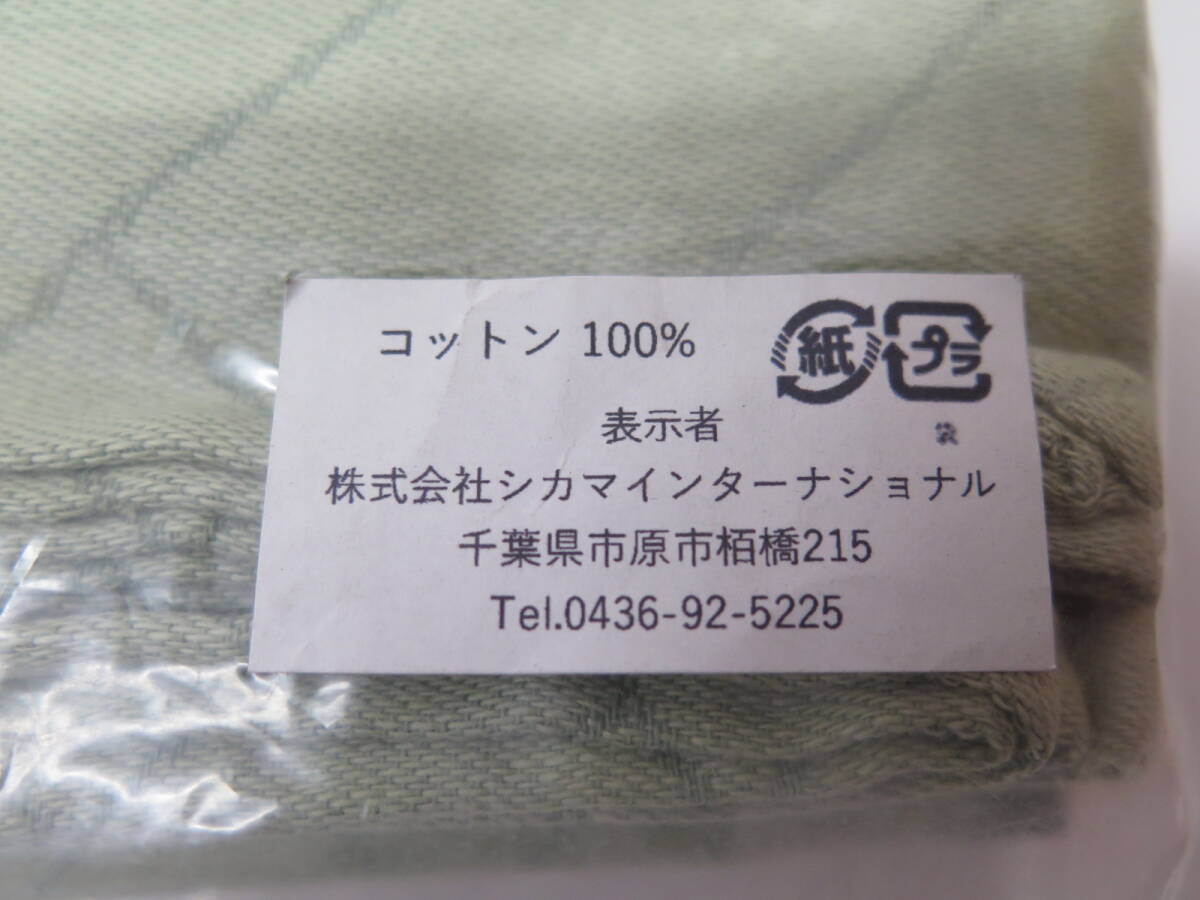 コットン 100%
紙 プラ
袋
表示者
株式会社シカマインターナショナル
千葉県市原市栢橋215
Tel.0436-92-5225